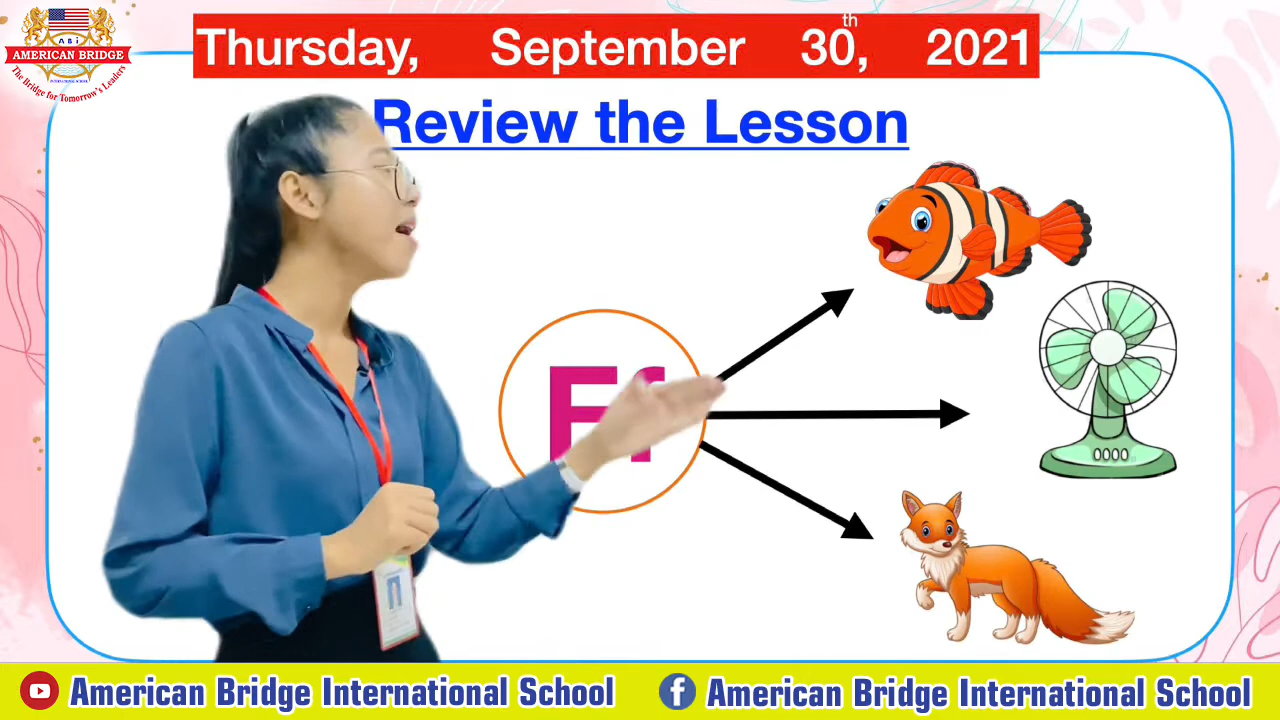 Thursday, September 30th, 2021
Review the Lesson
A B i
AMERICAN BRIDGE
The Bridge for Tomorrow's Leaders
Ff
American Bridge International School
American Bridge International School